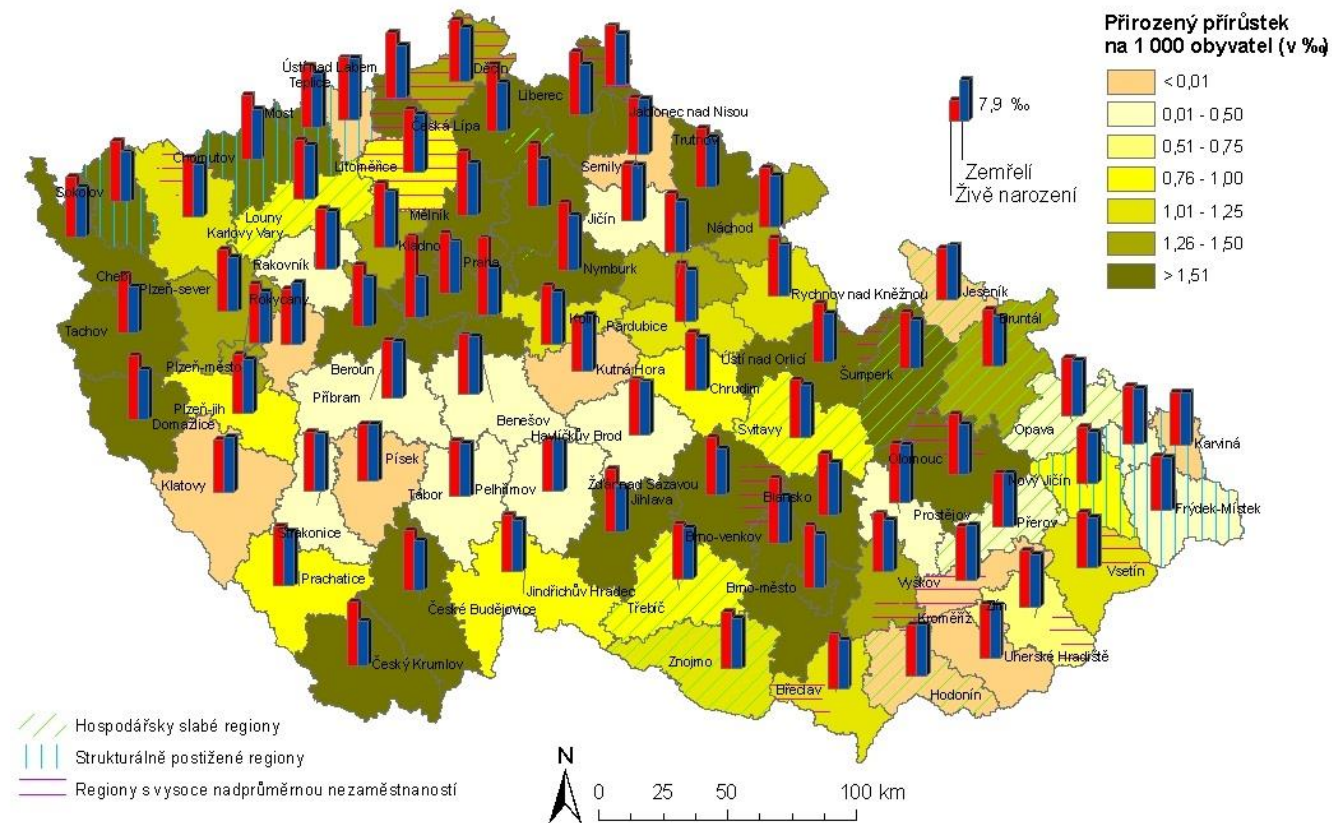 Přirozený přírůstek
na 1 000 obyvatel (v ‰)
< 0,01
0,01 - 0,50
0,51 - 0,75
0,76 - 1,00
1,01 - 1,25
1,26 - 1,50
> 1,51
7,9 ‰
Zemřelí
Živě narození
Ústí nad Labem
Teplice
Děčín
Liberec
Most
Česká Lípa
Jablonec nad Nisou
Trutnov
Chomutov
Litoměřice
Semily
Sokolov
Louny
Karlovy Vary
Mělník
Jičín
Náchod
Kladno
Praha
Rakovník
Cheb
Plzeň-sever
Rokycany
Nymburk
Rychnov nad Kněžnou
Jeseník
Tachov
Kolín
Pardubice
Bruntál
Plzeň-město
Beroun
Kutná Hora
Ústí nad Orlicí
Šumperk
Příbram
Chrudim
Plzeň-jih
Domažlice
Benešov
Havlíčkův Brod
Svitavy
Opava
Karviná
Klatovy
Písek
Olomouc
Tábor
Pelhřimov
Žďár nad Sázavou
Jihlava
Blansko
Nový Jičín
Frýdek-Místek
Strakonice
Prostějov
Přerov
Brno-venkov
Prachatice
Jindřichův Hradec
Brno-město
Vyškov
Vsetín
České Budějovice
Třebíč
Zlín
Kroměříž
Český Krumlov
Znojmo
Uherské Hradiště
Břeclav
Hodonín
Hospodářsky slabé regiony
Strukturálně postižené regiony
Regiony s vysoce nadprůměrnou nezaměstnaností
N
0 25 50 100 km